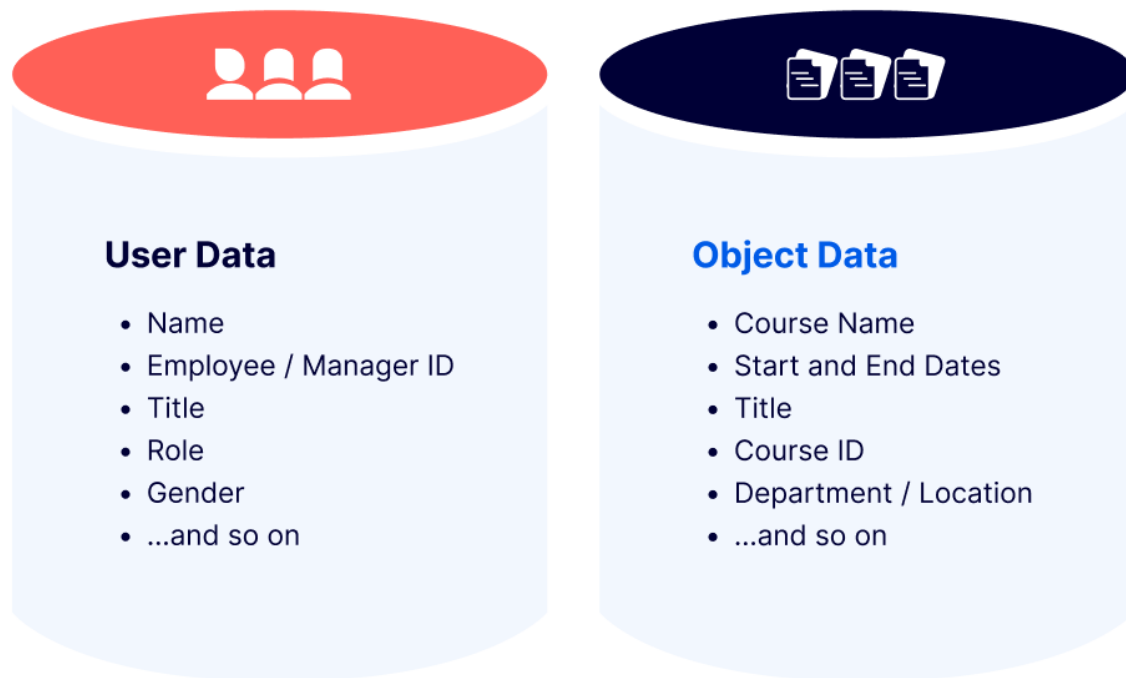 User Data
• Name
• Employee / Manager ID
• Title
• Role
• Gender
• ...and so on
Object Data
• Course Name
• Start and End Dates
• Title
• Course ID
• Department / Location
• ...and so on